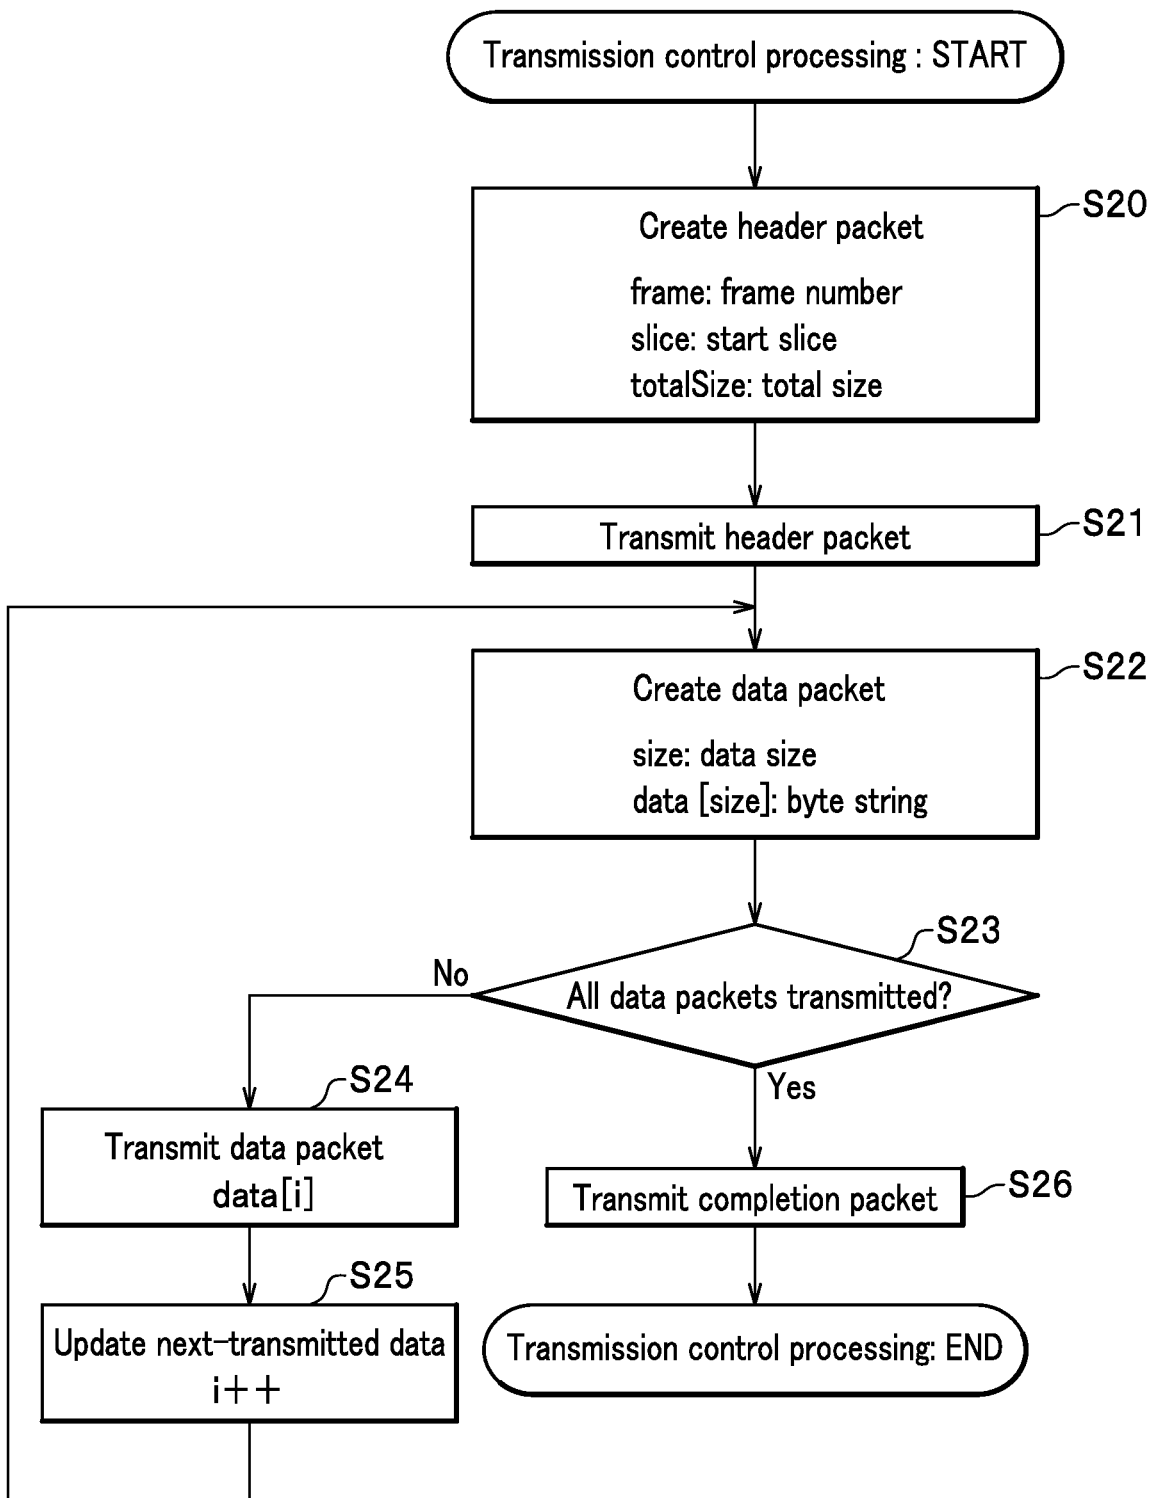 Transmission control processing : START
S20
Create header packet
frame: frame number
slice: start slice
totalSize: total size
S21
Transmit header packet
S22
Create data packet
size: data size
data [size]: byte string
S23
No
All data packets transmitted?
Yes
S24
Transmit data packet
data[i]
S26
Transmit completion packet
S25
Update next-transmitted data
i++
Transmission control processing: END